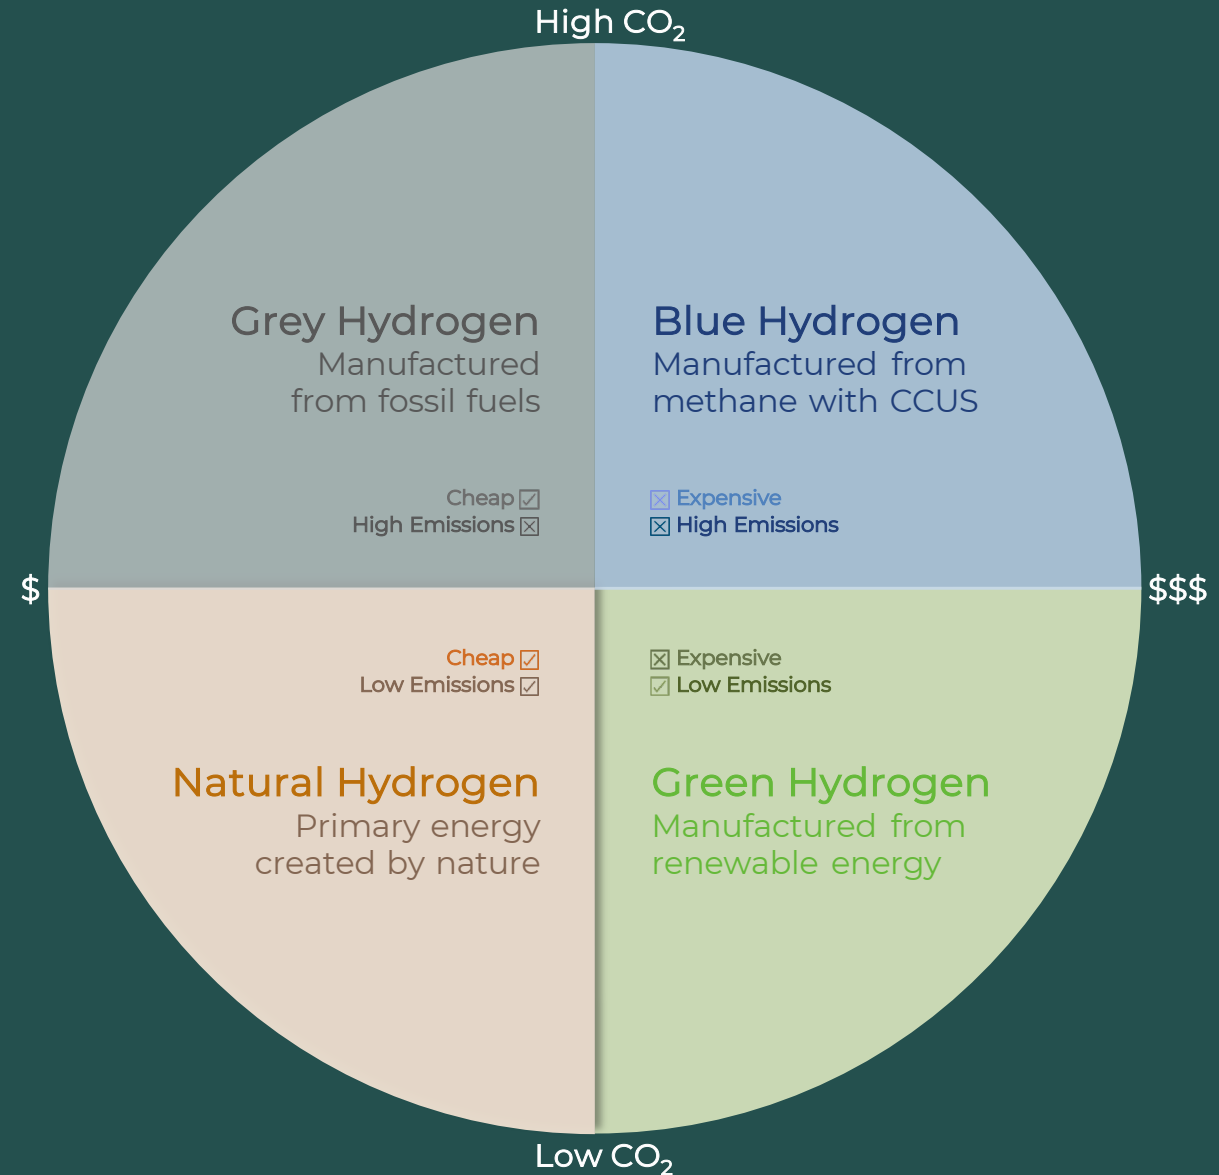 High CO₂
Grey Hydrogen
Manufactured
from fossil fuels
Cheap
High Emissions
Blue Hydrogen
Manufactured from
methane with CCUS
Expensive
High Emissions
$
$$$
Cheap
Low Emissions
Natural Hydrogen
Primary energy
created by nature
Expensive
Low Emissions
Green Hydrogen
Manufactured from
renewable energy
Low CO₂